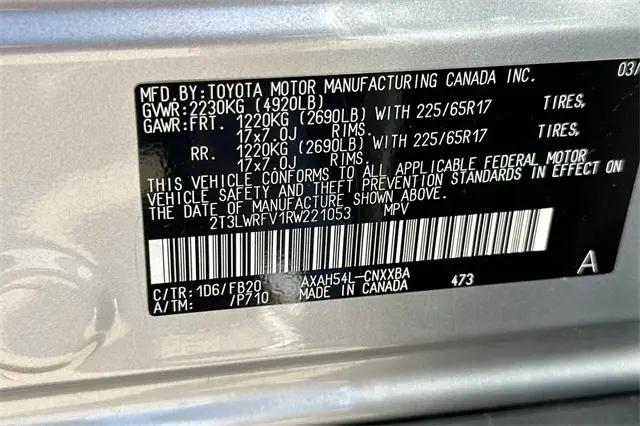 MFD.BY:TOYOTA MOTOR MANUFACTURING CANADA INC. 03/
GVWR:2230KG (4920LB)
GAWR:FRT. 1220KG (2690LB) WITH 225/65R17 TIRES,
17x7.0J RIMS.
RR. 1220KG (2690LB) WITH 225/65R17 TIRES,
17x7.0J RIMS.
THIS VEHICLE CONFORMS TO ALL APPLICABLE FEDERAL MOTOR
VEHICLE SAFETY AND THEFT PREVENTION STANDARDS IN EFFECT ON
THE DATE OF MANUFACTURE SHOWN ABOVE.
2T3LWRFV1RW221053 MPV
C/TR:1D6/FB20 AXAH54L-CNXXBA 473 A
A/TM: /P710 MADE IN CANADA